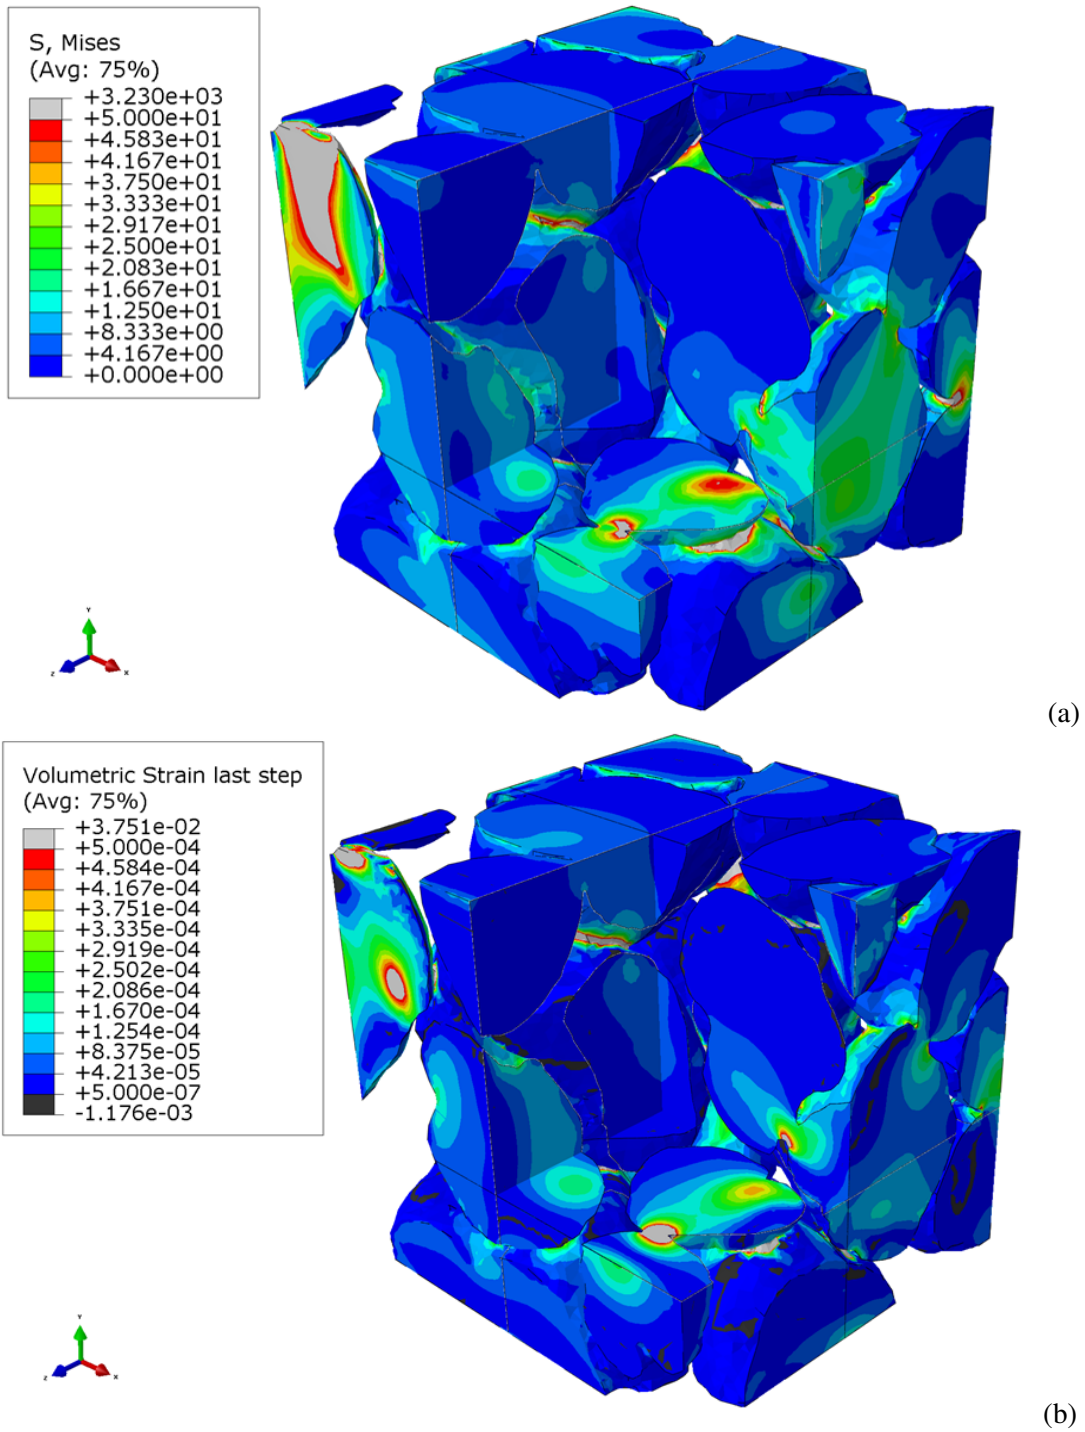 S, Mises
(Avg: 75%)
+3.230e+03
+5.000e+01
+4.583e+01
+4.167e+01
+3.750e+01
+3.333e+01
+2.917e+01
+2.500e+01
+2.083e+01
+1.667e+01
+1.250e+01
+8.333e+00
+4.167e+00
+0.000e+00
Y
Z
X
(a)
Volumetric Strain last step
(Avg: 75%)
+3.751e-02
+5.000e-04
+4.584e-04
+4.167e-04
+3.751e-04
+3.335e-04
+2.919e-04
+2.502e-04
+2.086e-04
+1.670e-04
+1.254e-04
+8.375e-05
+4.213e-05
+5.000e-07
-1.176e-03
Y
Z
X
(b)